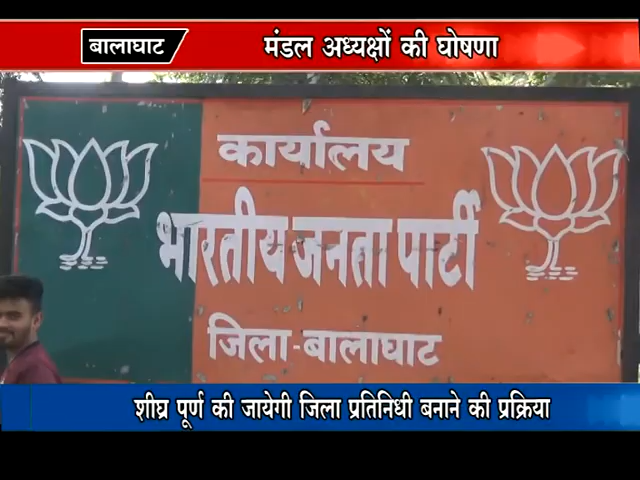 बालाघाट
मंडल अध्यक्षों की घोषणा
कार्यालय
भारतीय जनता पार्टी
जिला-बालाघाट
शीघ्र पूर्ण की जायेगी जिला प्रतिनिधी बनाने की प्रक्रिया